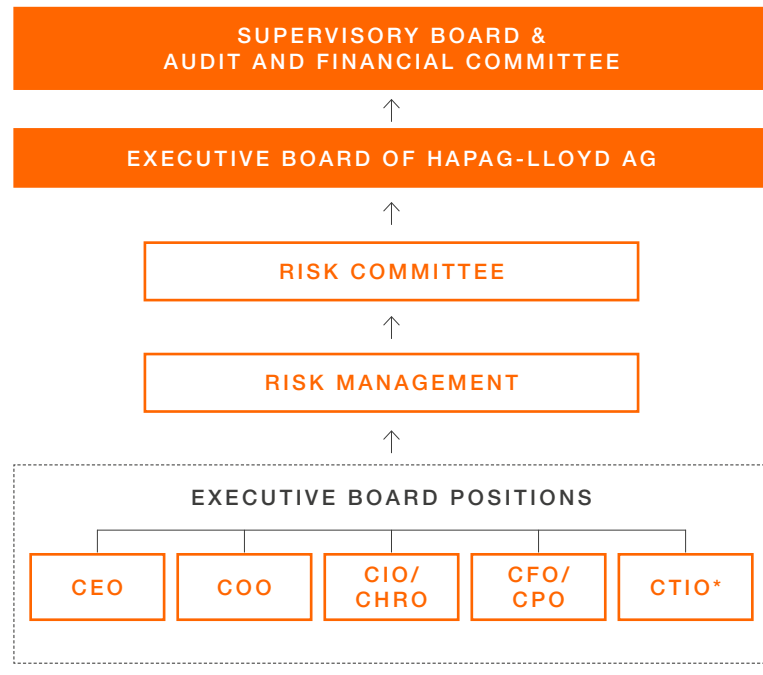 SUPERVISORY BOARD &
AUDIT AND FINANCIAL COMMITTEE
EXECUTIVE BOARD OF HAPAG-LLOYD AG
RISK COMMITTEE
RISK MANAGEMENT
EXECUTIVE BOARD POSITIONS
CEO
COO
CIO/
CHRO
CFO/
CPO
CTIO*